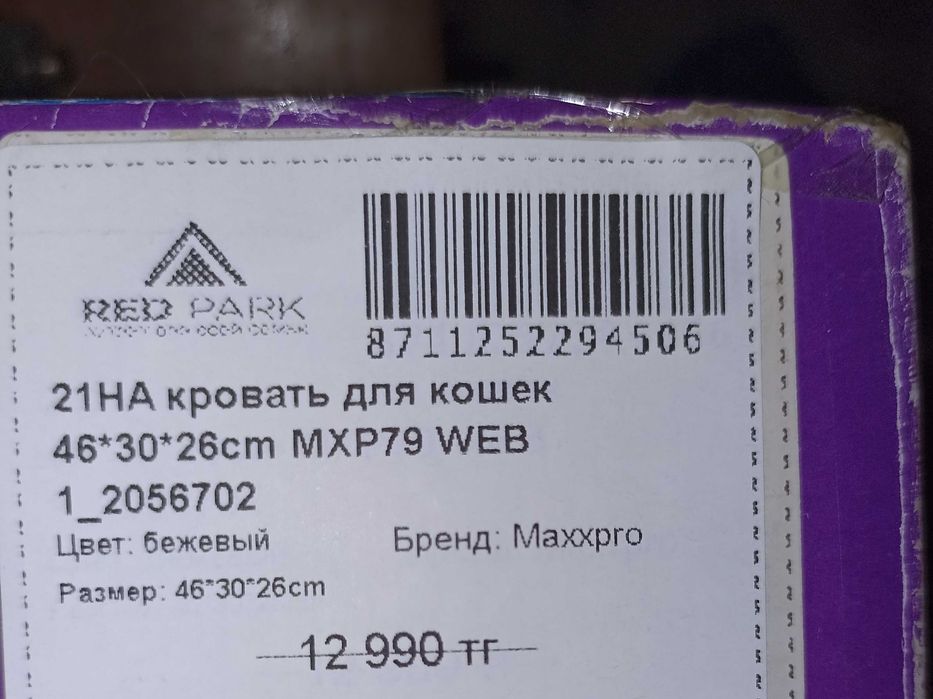 RED PARK
8711252294506
21НА кровать для кошек
46*30*26cm MXP79 WEB
1_2056702
Цвет: бежевый Бренд: Maxxpro
Размер: 46*30*26cm
12 990 тг